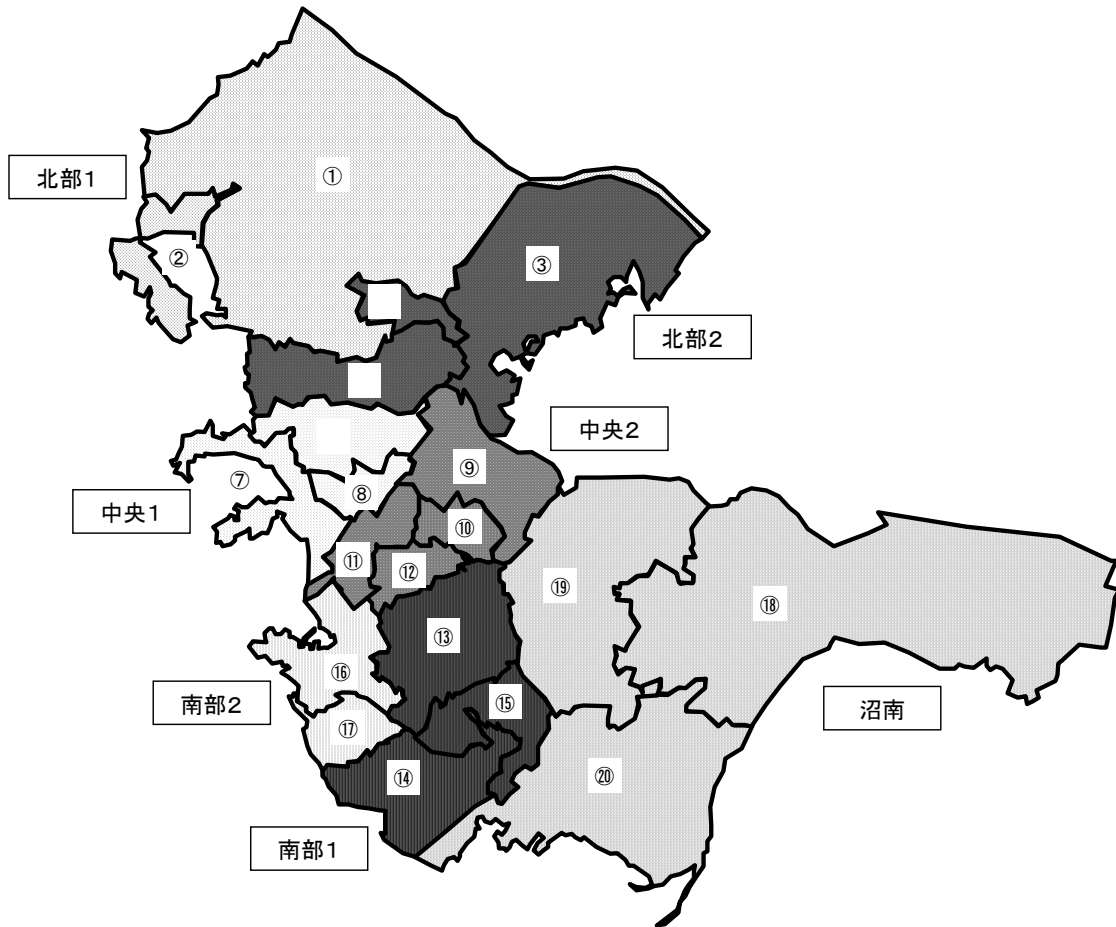 北部1
①
②
③
北部2
中央2
⑦
⑧
⑨
中央1
⑩
⑪
⑫
⑲
⑱
⑬
⑯
⑮
南部2
沼南
⑰
⑭
⑳
南部1